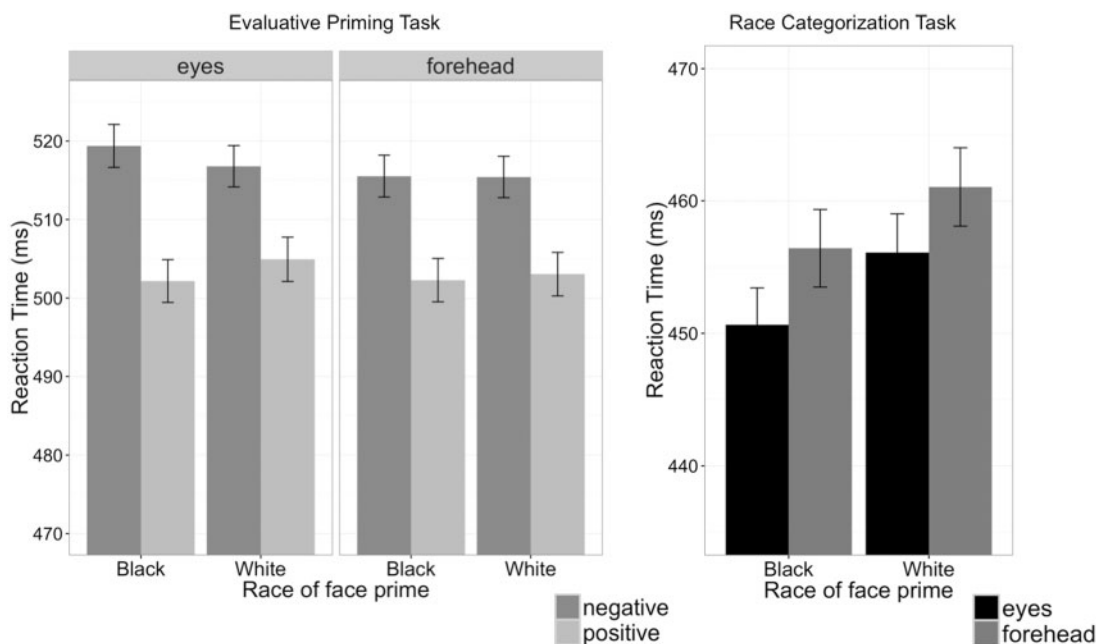 Evaluative Priming Task
eyes
forehead
Reaction Time (ms)
520
510
500
490
480
470
Black
White
Black
White
Race of face prime
negative
positive
Race Categorization Task
Reaction Time (ms)
470
460
450
440
Black
White
Race of face prime
eyes
forehead